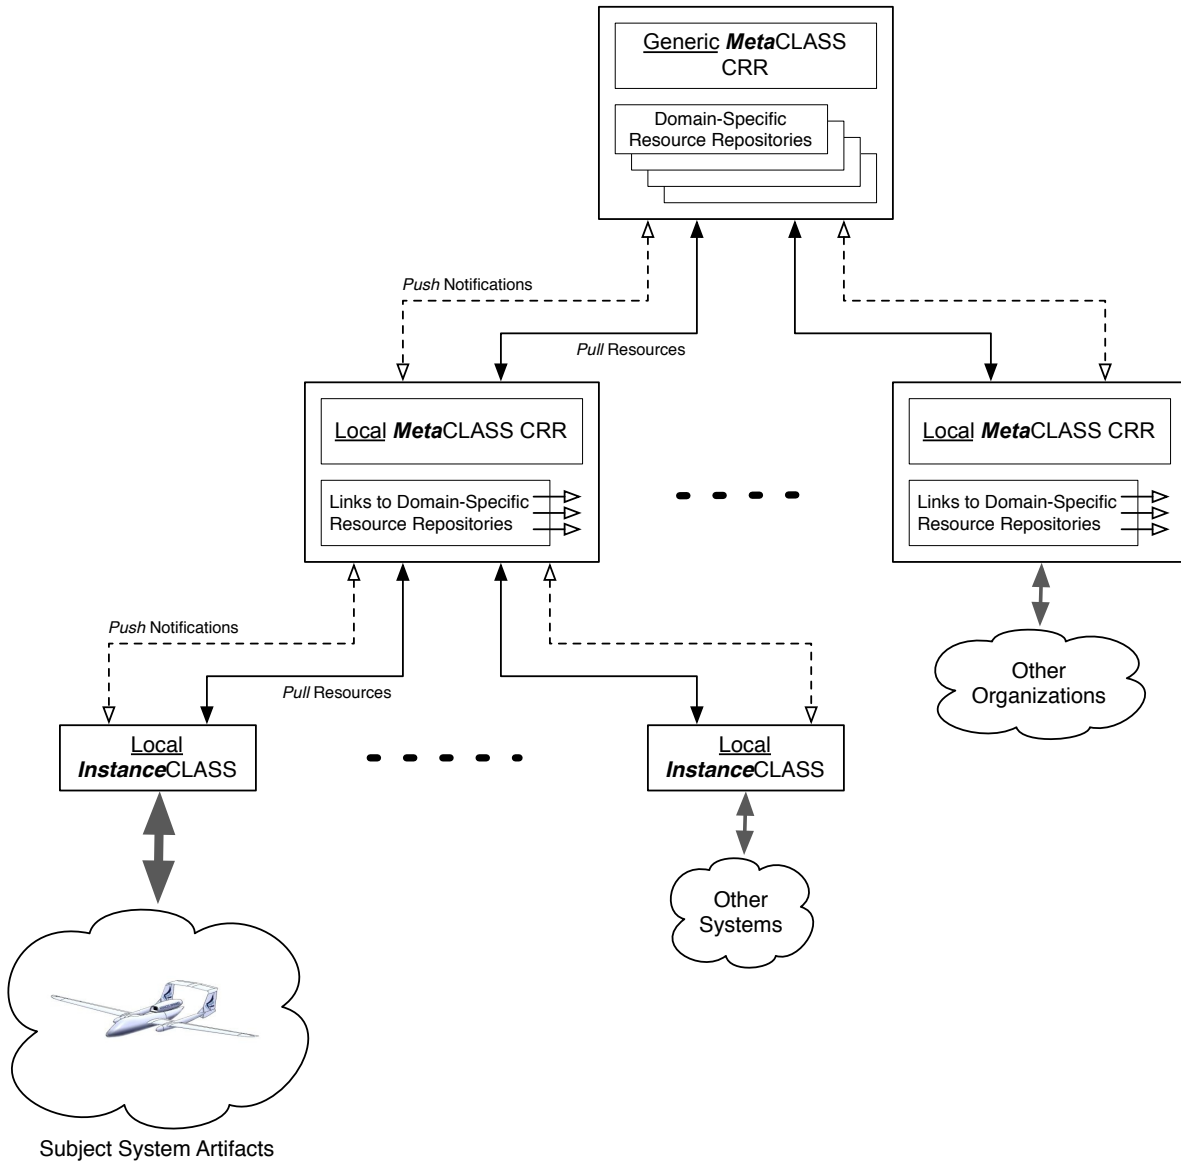 Generic MetaCLASS
CRR
Domain-Specific
Resource Repositories
Push Notifications
Pull Resources
Local MetaCLASS CRR
Links to Domain-Specific
Resource Repositories
Local MetaCLASS CRR
Links to Domain-Specific
Resource Repositories
Push Notifications
Pull Resources
Other
Organizations
Local
InstanceCLASS
Local
InstanceCLASS
Other
Systems
Subject System Artifacts